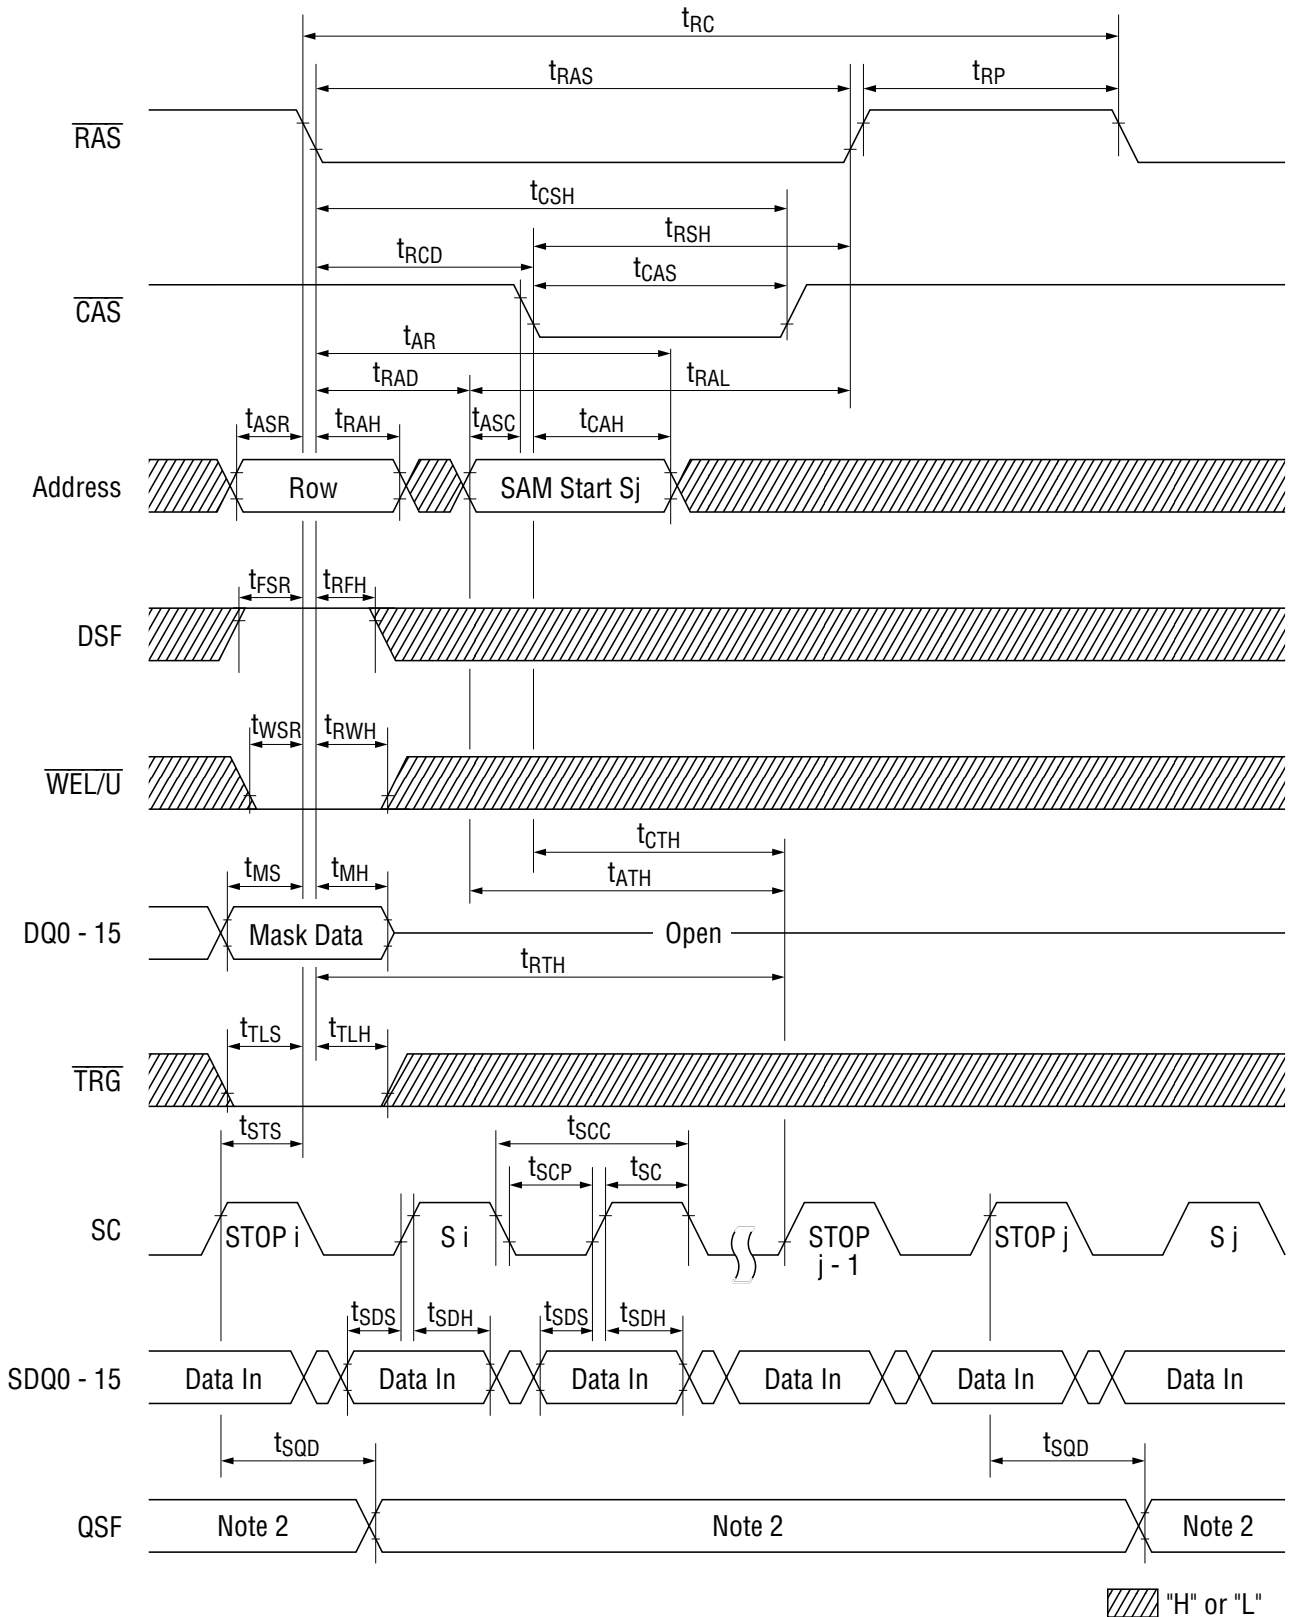 tRC
tRAS tRP
RAS
tCSH
tRSH
tRCD
tCAS
CAS
tAR
tRAD tRAL
tASR tRAH tASC tCAH
Address Row SAM Start Sj
tFSR tRFH
DSF
tWSR tRWH
WEL/U
tCTH
tMS tMH tATH
DQ0 - 15 Mask Data Open
tRTH
tTLS tTLH
TRG
tSTS tSCC
tSCP tSC
SC STOP i S i STOP j - 1 STOP j S j
tSDS tSDH tSDS tSDH
SDQ0 - 15 Data In Data In Data In Data In Data In Data In
tSQD tSQD
QSF Note 2 Note 2 Note 2
"H" or "L"